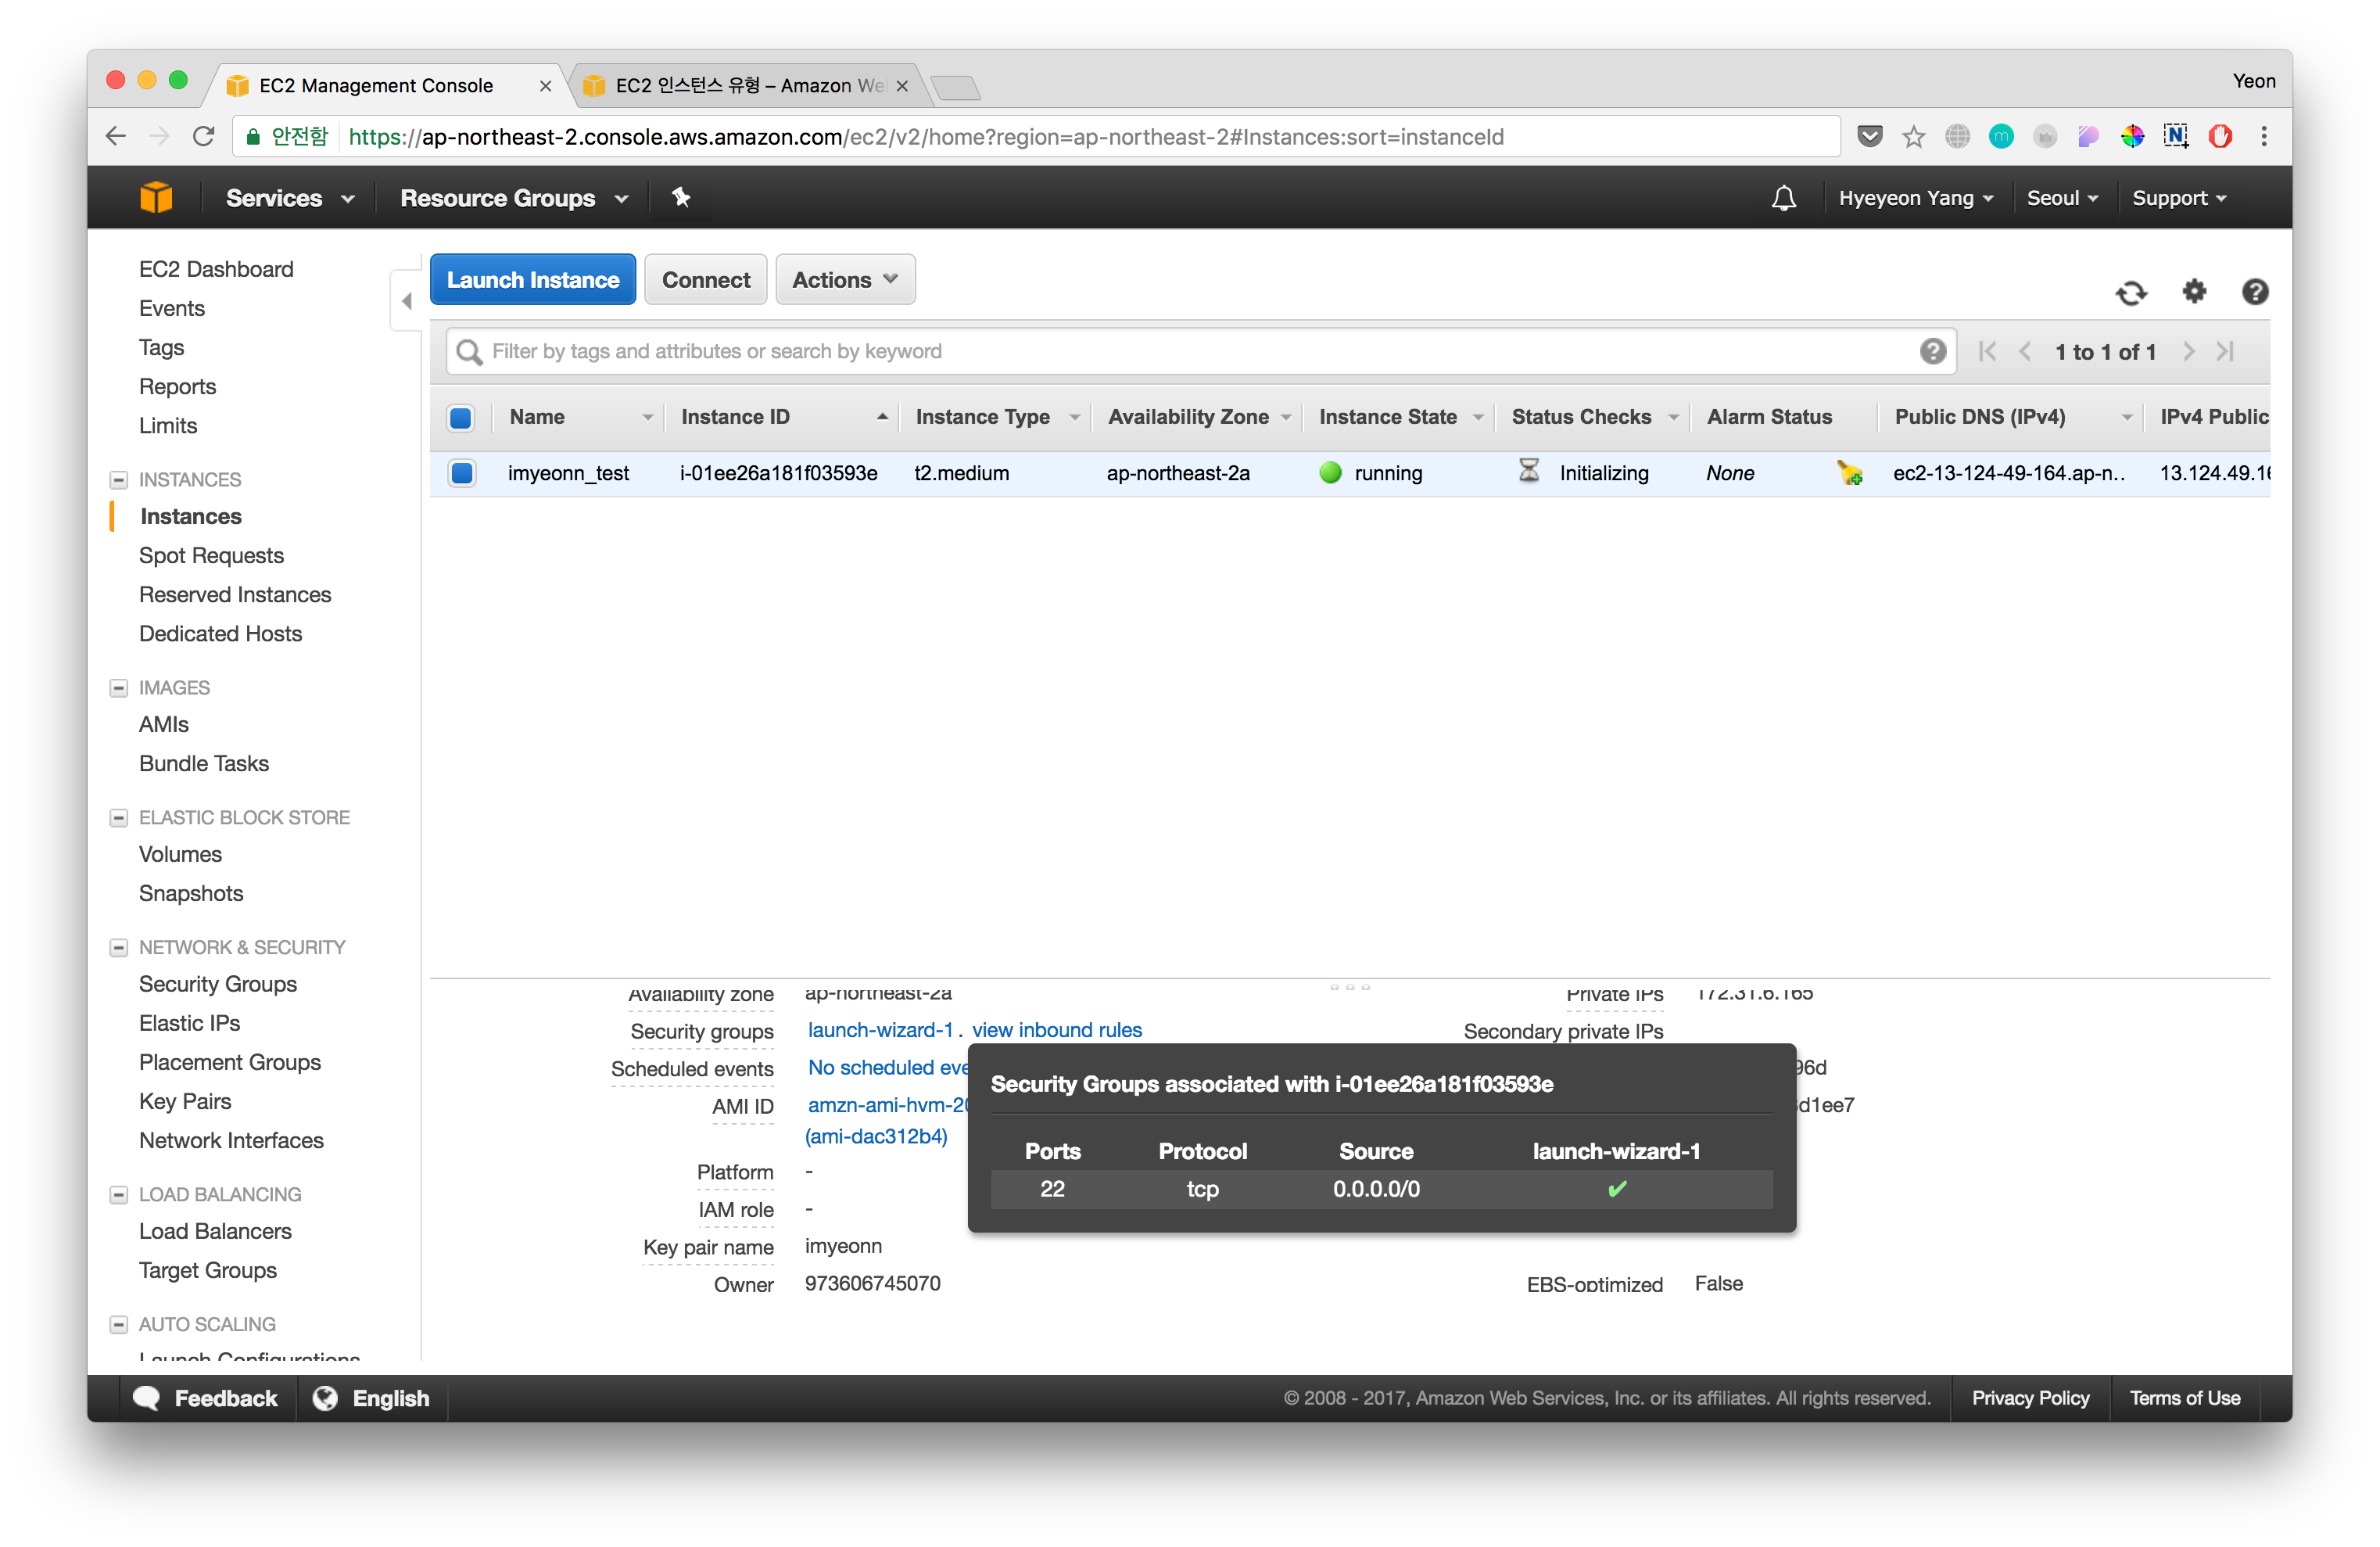 EC2 Management Console
EC2 인스턴스 유형 – Amazon We
Yeon
안전함
https://ap-northeast-2.console.aws.amazon.com/ec2/v2/home?region=ap-northeast-2#Instances:sort=instanceId
Services
Resource Groups
Hyeyeon Yang
Seoul
Support
EC2 Dashboard
Events
Tags
Reports
Limits
INSTANCES
Instances
Spot Requests
Reserved Instances
Dedicated Hosts
IMAGES
AMIs
Bundle Tasks
ELASTIC BLOCK STORE
Volumes
Snapshots
NETWORK & SECURITY
Security Groups
Elastic IPs
Placement Groups
Key Pairs
Network Interfaces
LOAD BALANCING
Load Balancers
Target Groups
AUTO SCALING
Launch Configurations
Launch Instance
Connect
Actions
Filter by tags and attributes or search by keyword
1 to 1 of 1
Name Instance ID Instance Type Availability Zone Instance State Status Checks Alarm Status Public DNS (IPv4) IPv4 Public
imyeonn_test i-01ee26a181f03593e t2.medium ap-northeast-2a running Initializing None ec2-13-124-49-164.ap-n... 13.124.49.16
Availability zone ap-northeast-2a Private IPs 172.31.6.165
Security groups launch-wizard-1. view inbound rules Secondary private IPs
Scheduled events No scheduled eve 96d
AMI ID amzn-ami-hvm-20 d1ee7
(ami-dac312b4)
Platform -
IAM role -
Key pair name imyeonn
Owner 973606745070 EBS-optimized False
Security Groups associated with i-01ee26a181f03593e
Ports Protocol Source launch-wizard-1
22 tcp 0.0.0.0/0 ✔
Feedback
English
© 2008 - 2017, Amazon Web Services, Inc. or its affiliates. All rights reserved.
Privacy Policy
Terms of Use